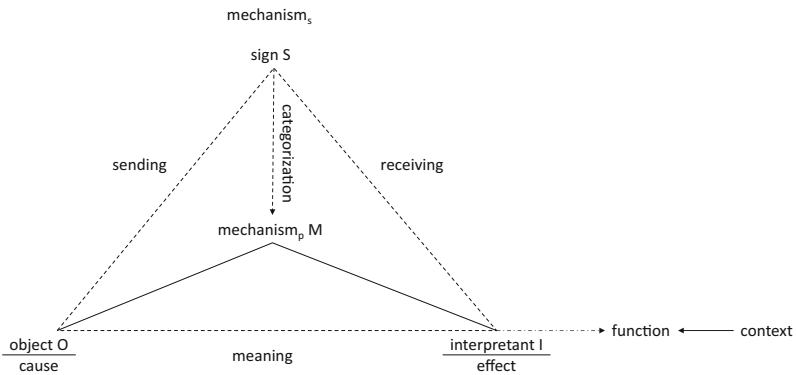 mechanismₛ
sign S
categorization
sending
receiving
mechanismₚ M
function
context
object O
cause
meaning
interpretant I
effect